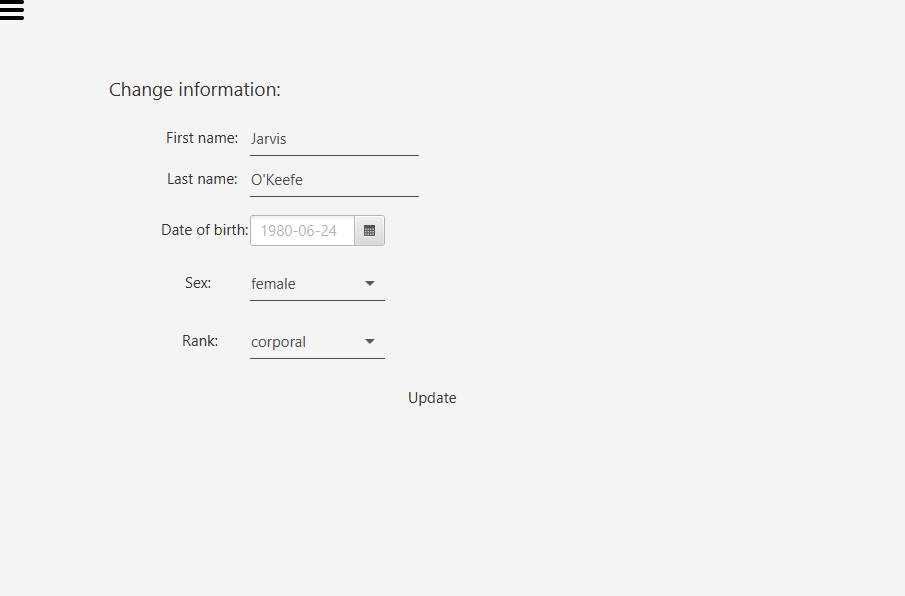 Change information:
First name: Jarvis
Last name: O'Keefe
Date of birth: 1980-06-24
Sex: female
Rank: corporal
Update